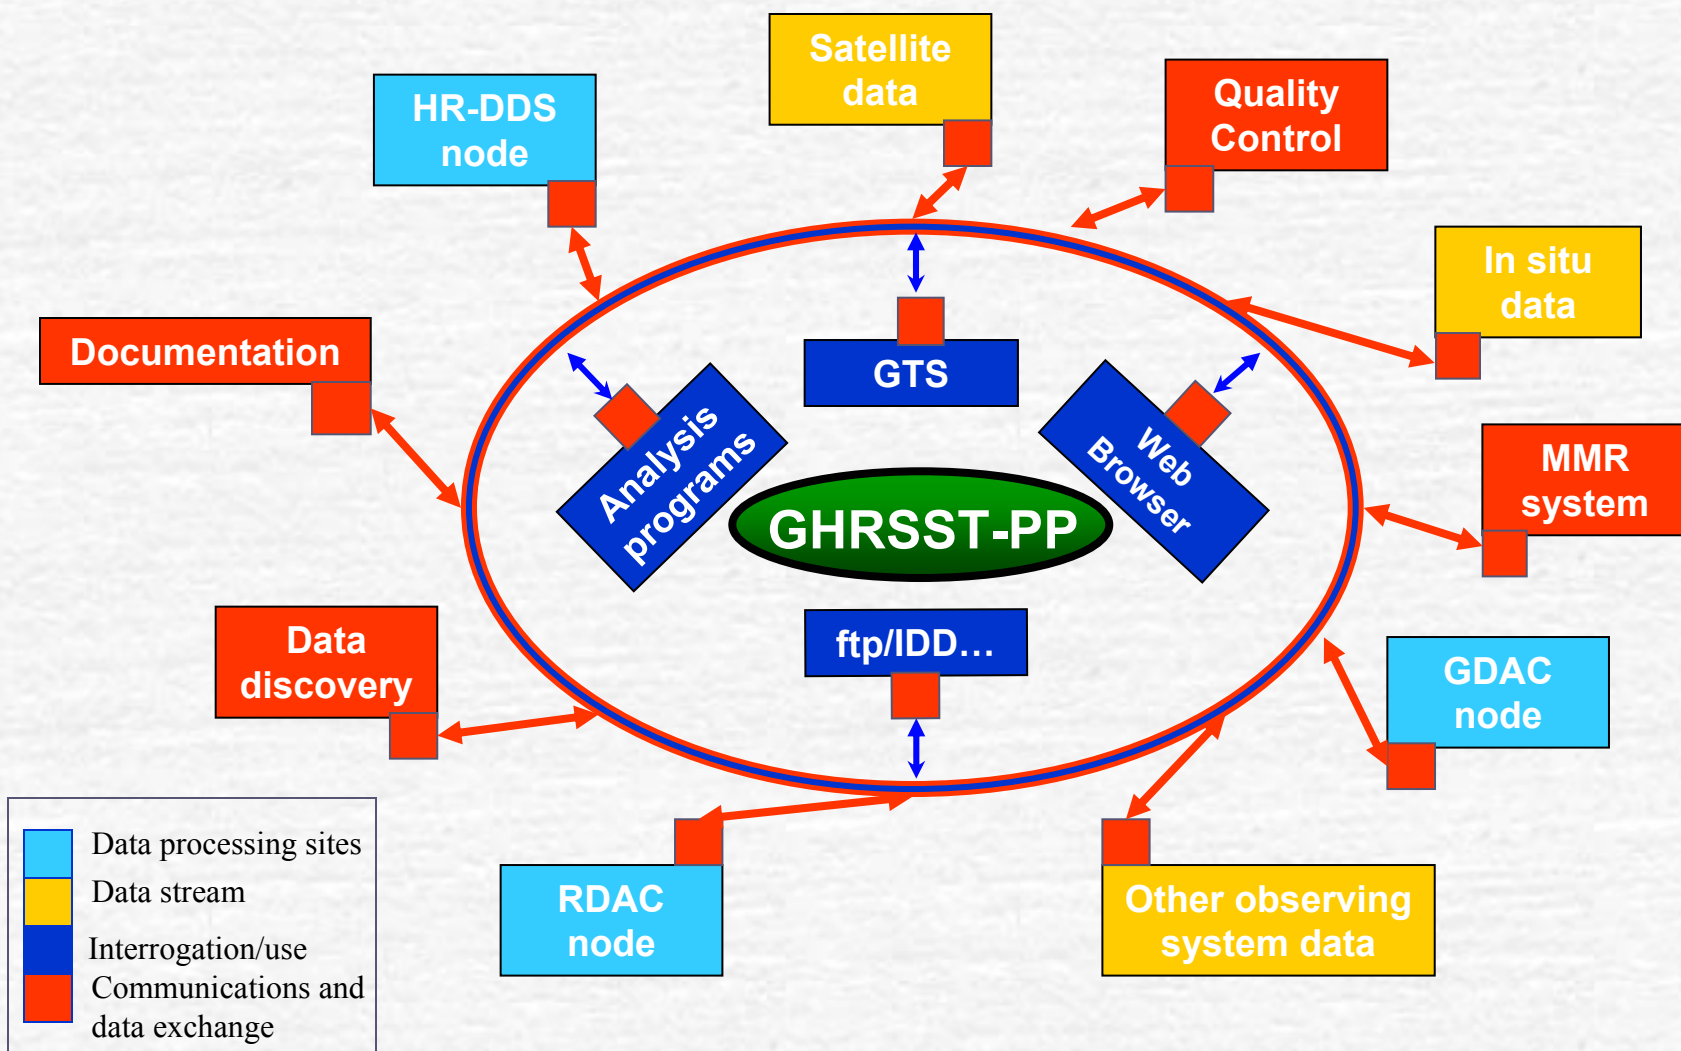 Satellite
data
HR-DDS
node
Quality
Control
In situ
data
Documentation
GTS
Analysis
programs
Web
Browser
MMR
system
GHRSST-PP
Data
discovery
ftp/IDD…
GDAC
node
RDAC
node
Other observing
system data
Data processing sites
Data stream
Interrogation/use
Communications and
data exchange